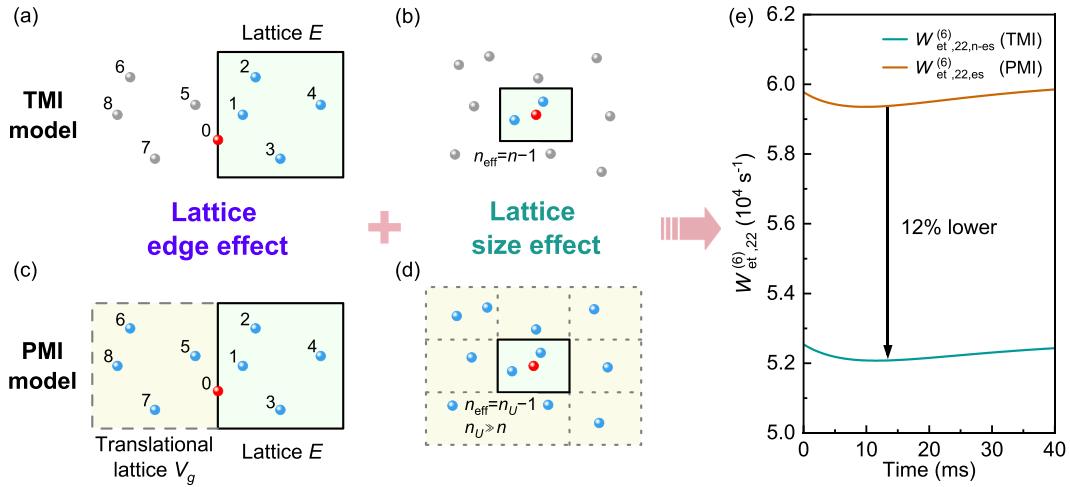 (a)
Lattice E
TMI
model
6
8
5
7
0
2
1
4
3
(b)
n_eff=n−1
Lattice
edge effect
+
Lattice
size effect
(c)
PMI
model
6
8
5
7
0
2
1
4
3
Translational
lattice V_g
Lattice E
(d)
n_eff=n_U−1
n_U≫n
(e)
W^(6)_et,22,n-es (TMI)
W^(6)_et,22,es (PMI)
12% lower
W^(6)_et,22 (10^4 s^-1)
6.2
6.0
5.8
5.6
5.4
5.2
5.0
0
10
20
30
40
Time (ms)